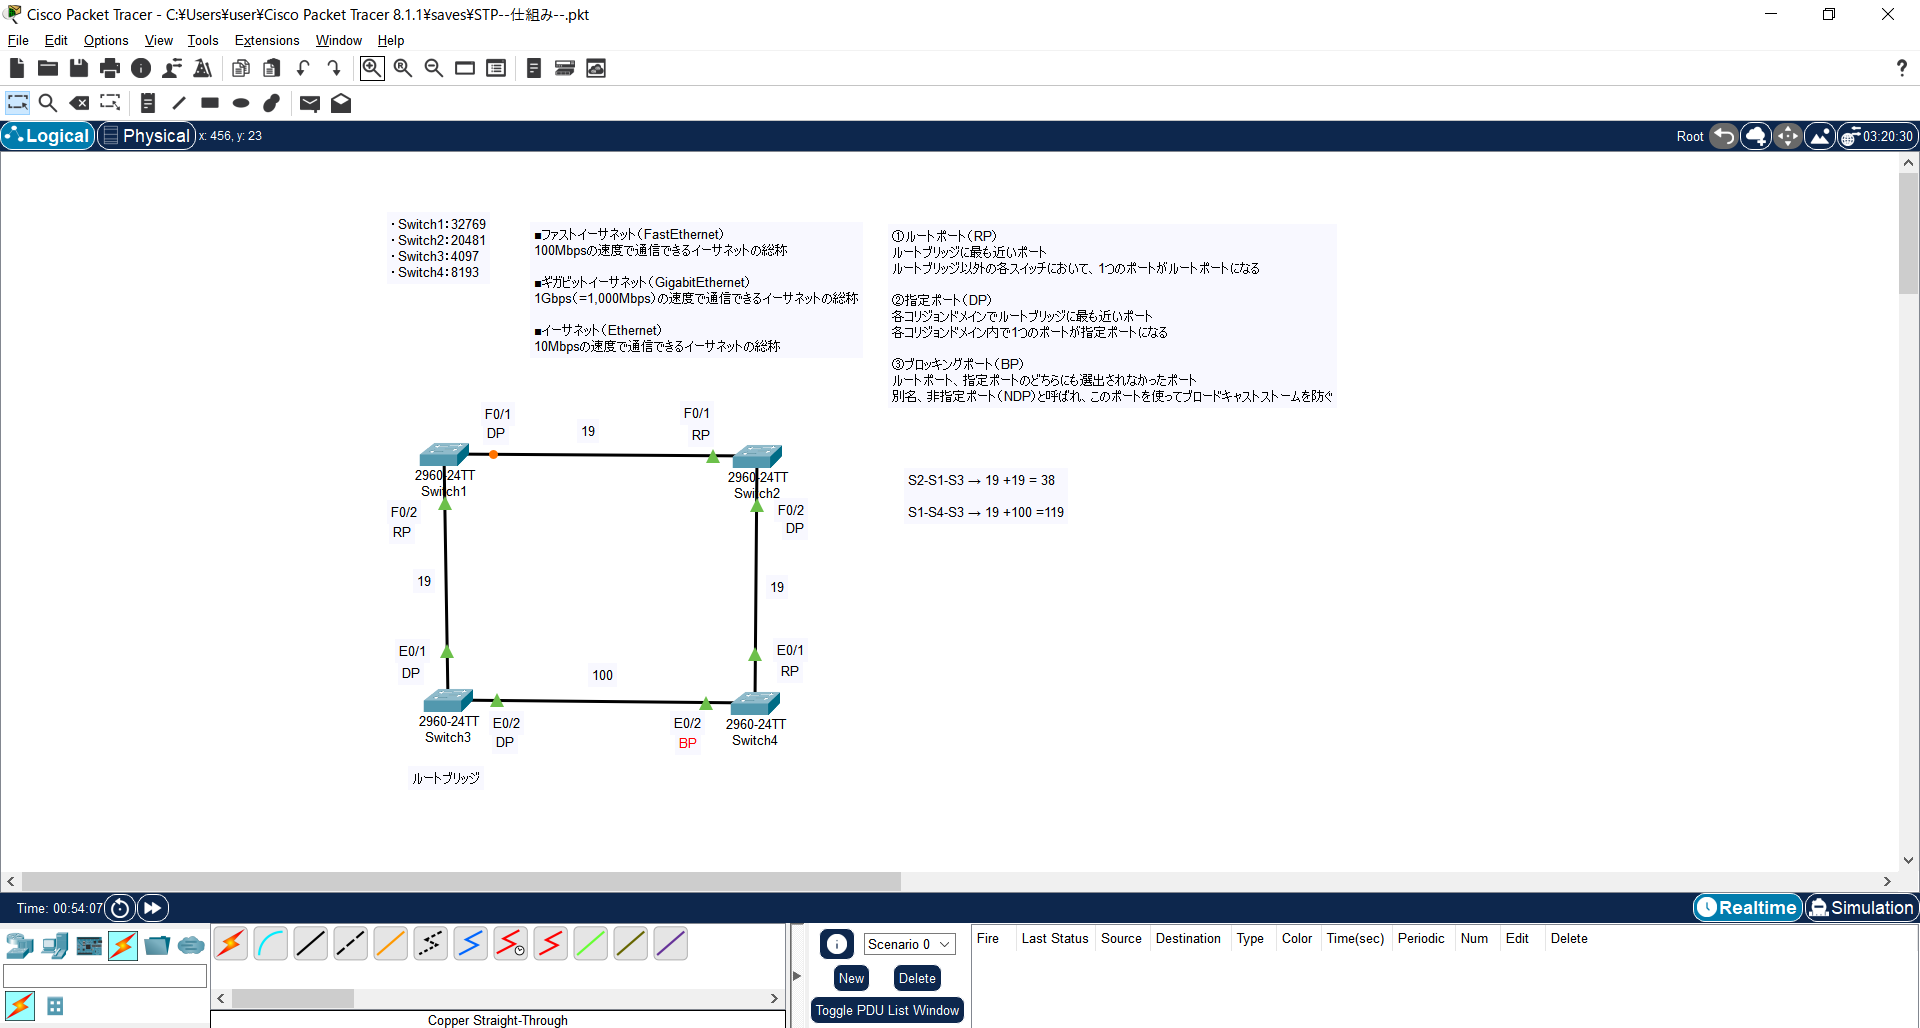 Cisco Packet Tracer - C:¥Users¥user¥Cisco Packet Tracer 8.1.1¥saves¥STP--仕組み--.pkt
File Edit Options View Tools Extensions Window Help
Logical Physical x: 456, y: 23 Root 03:20:30
・Switch1：32769
・Switch2：20481
・Switch3：4097
・Switch4：8193
■ファストイーサネット（FastEthernet）
100Mbpsの速度で通信できるイーサネットの総称
■ギガビットイーサネット（GigabitEthernet）
1Gbps（=1,000Mbps）の速度で通信できるイーサネットの総称
■イーサネット（Ethernet）
10Mbpsの速度で通信できるイーサネットの総称
①ルートポート（RP）
ルートブリッジに最も近いポート
ルートブリッジ以外の各スイッチにおいて、1つのポートがルートポートになる
②指定ポート（DP）
各コリジョンドメインでルートブリッジに最も近いポート
各コリジョンドメイン内で1つのポートが指定ポートになる
③ブロッキングポート（BP）
ルートポート、指定ポートのどちらにも選出されなかったポート
別名、非指定ポート（NDP）と呼ばれ、このポートを使ってブロードキャストストームを防ぐ
F0/1
DP
19
F0/1
RP
2960-24TT
Switch1
2960-24TT
Switch2
F0/2
RP
F0/2
DP
S2-S1-S3 → 19 +19 = 38
S1-S4-S3 → 19 +100 =119
19
19
E0/1
DP
E0/1
RP
100
2960-24TT
Switch3
E0/2
DP
E0/2
BP
2960-24TT
Switch4
ルートブリッジ
Time: 00:54:07 Realtime Simulation
Scenario 0
New Delete
Toggle PDU List Window
Fire Last Status Source Destination Type Color Time(sec) Periodic Num Edit Delete
Copper Straight-Through